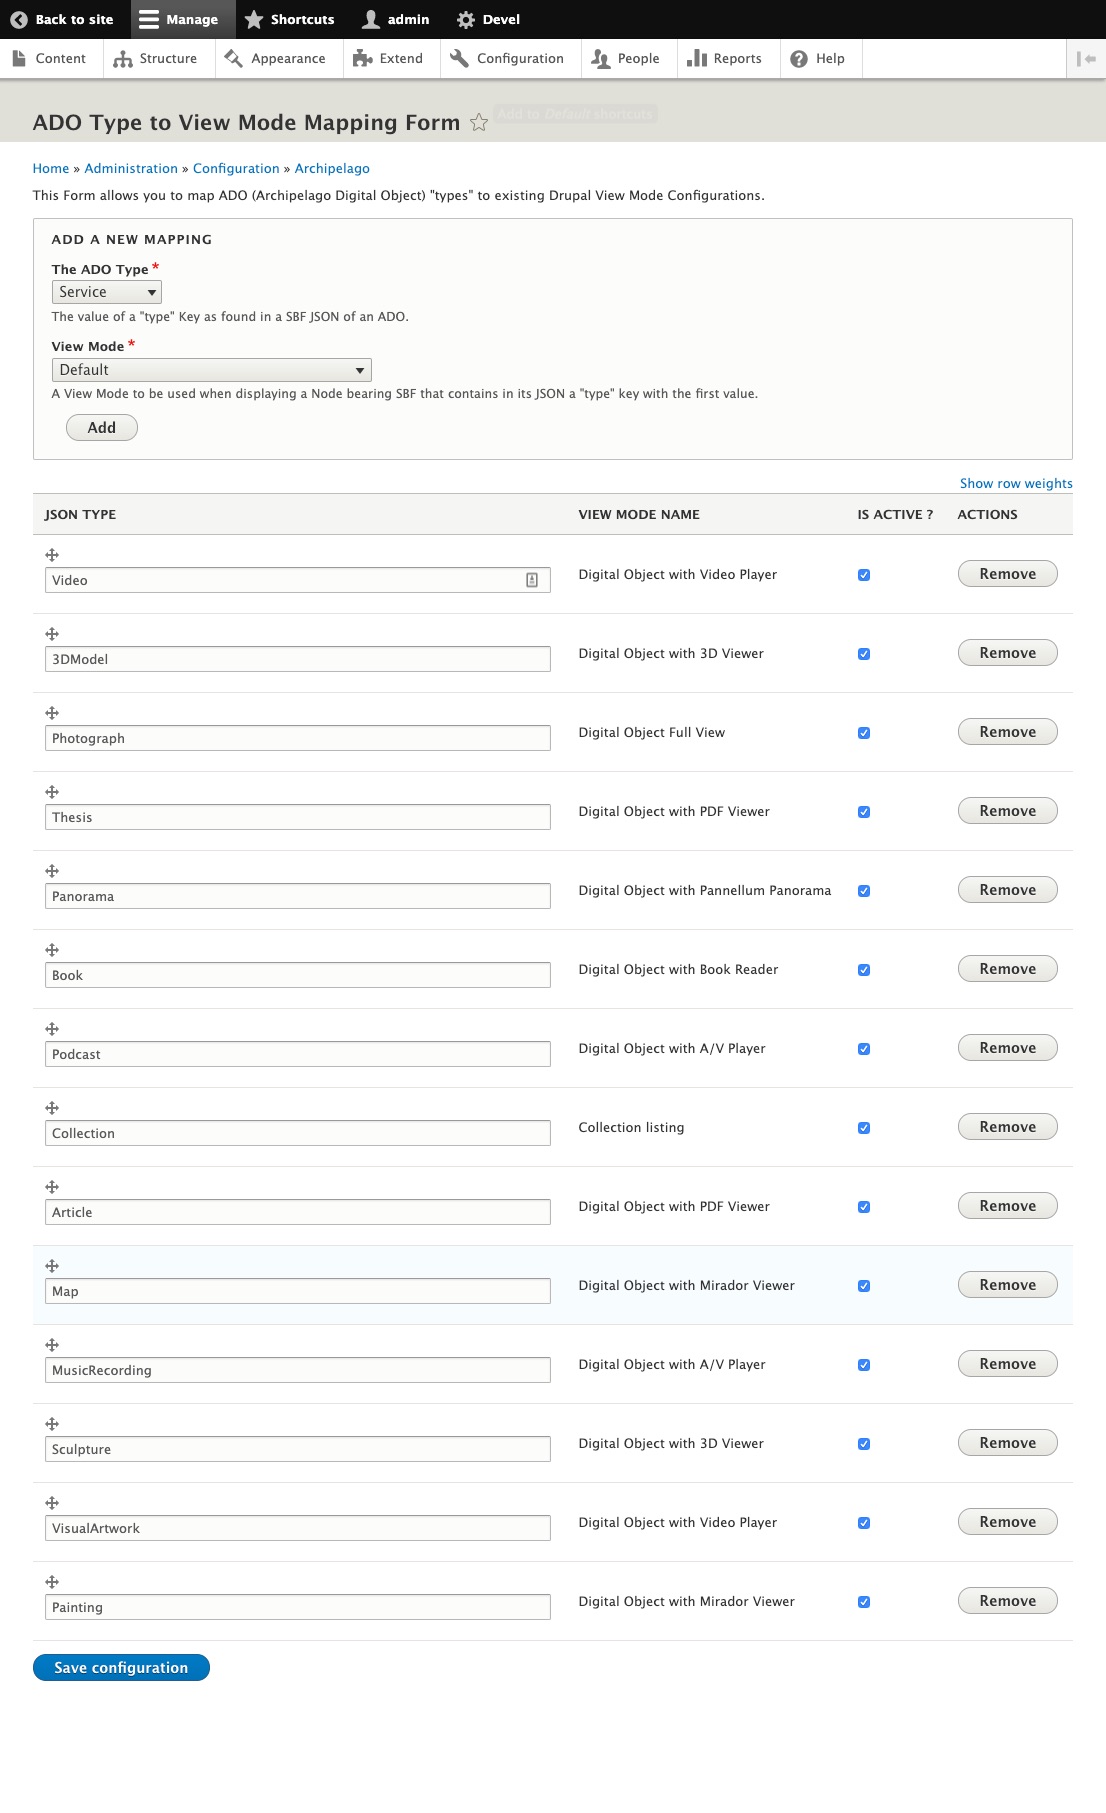 Back to site Manage Shortcuts admin Devel
Content Structure Appearance Extend Configuration People Reports Help
ADO Type to View Mode Mapping Form Add to Default shortcuts
Home » Administration » Configuration » Archipelago
This Form allows you to map ADO (Archipelago Digital Object) "types" to existing Drupal View Mode Configurations.
ADD A NEW MAPPING
The ADO Type *
Service
The value of a "type" Key as found in a SBF JSON of an ADO.
View Mode *
Default
A View Mode to be used when displaying a Node bearing SBF that contains in its JSON a "type" key with the first value.
Add
Show row weights
JSON TYPE VIEW MODE NAME IS ACTIVE ? ACTIONS
Video Digital Object with Video Player Remove
3DModel Digital Object with 3D Viewer Remove
Photograph Digital Object Full View Remove
Thesis Digital Object with PDF Viewer Remove
Panorama Digital Object with Pannellum Panorama Remove
Book Digital Object with Book Reader Remove
Podcast Digital Object with A/V Player Remove
Collection Collection listing Remove
Article Digital Object with PDF Viewer Remove
Map Digital Object with Mirador Viewer Remove
MusicRecording Digital Object with A/V Player Remove
Sculpture Digital Object with 3D Viewer Remove
VisualArtwork Digital Object with Video Player Remove
Painting Digital Object with Mirador Viewer Remove
Save configuration